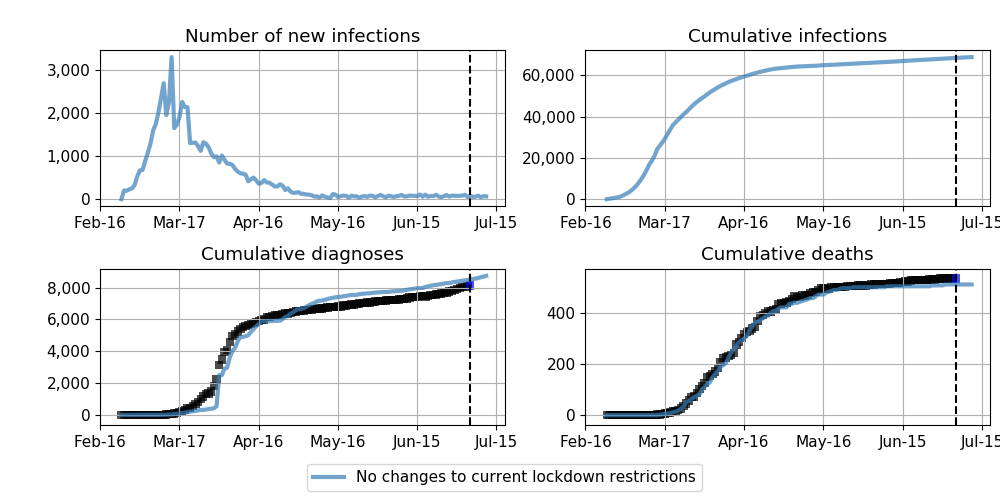 Number of new infections
Cumulative infections
3,000
2,000
1,000
0
Feb-16 Mar-17 Apr-16 May-16 Jun-15 Jul-15
60,000
40,000
20,000
0
Feb-16 Mar-17 Apr-16 May-16 Jun-15 Jul-15
Cumulative diagnoses
Cumulative deaths
8,000
6,000
4,000
2,000
0
Feb-16 Mar-17 Apr-16 May-16 Jun-15 Jul-15
400
200
0
Feb-16 Mar-17 Apr-16 May-16 Jun-15 Jul-15
No changes to current lockdown restrictions